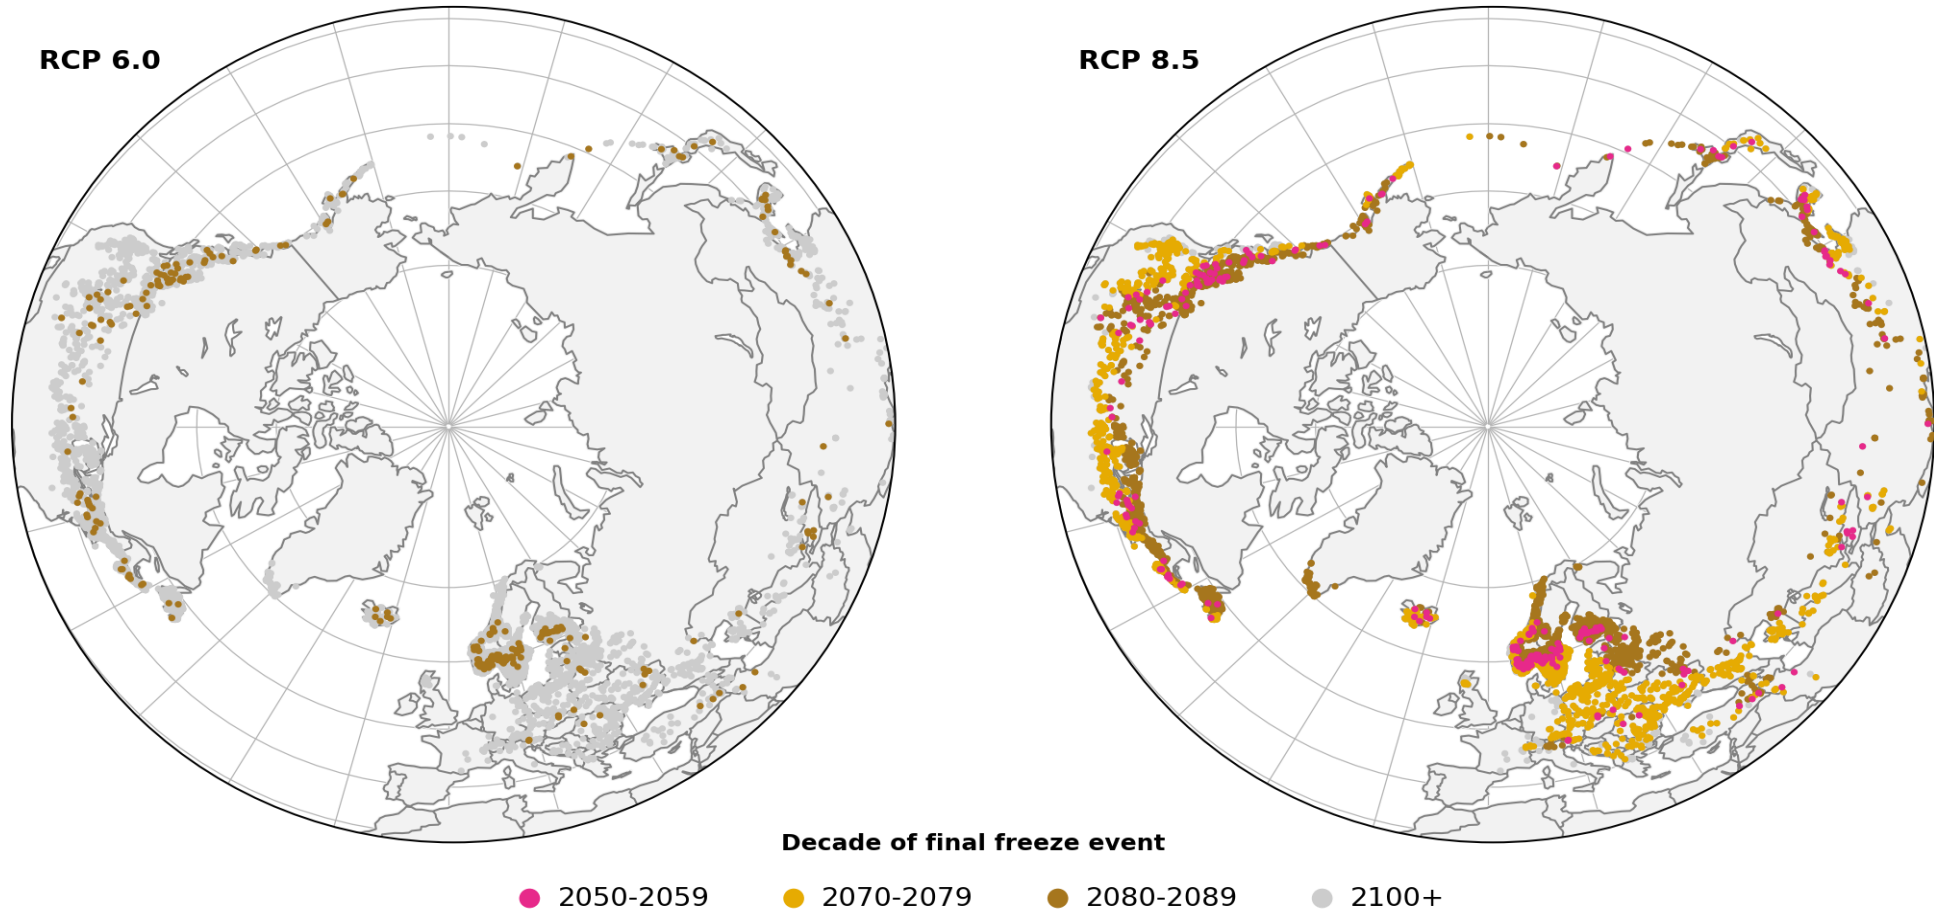 RCP 6.0
RCP 8.5
Decade of final freeze event
2050-2059
2070-2079
2080-2089
2100+